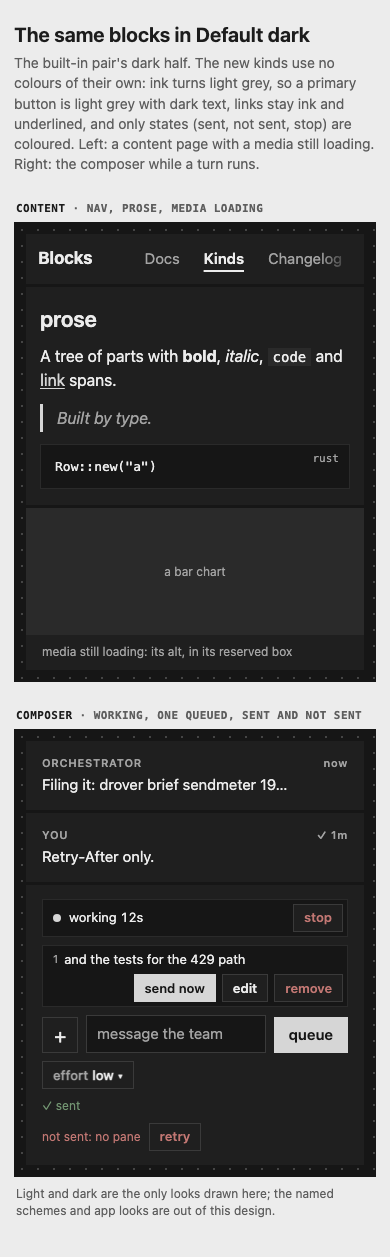 The same blocks in Default dark
The built-in pair's dark half. The new kinds use no
colours of their own: ink turns light grey, so a primary
button is light grey with dark text, links stay ink and
underlined, and only states (sent, not sent, stop) are
coloured. Left: a content page with a media still loading.
Right: the composer while a turn runs.
CONTENT · NAV, PROSE, MEDIA LOADING
Blocks Docs Kinds Changelog
prose
A tree of parts with bold, italic, code and
link spans.
Built by type.
rust
Row::new("a")
a bar chart
media still loading: its alt, in its reserved box
COMPOSER · WORKING, ONE QUEUED, SENT AND NOT SENT
ORCHESTRATOR now
Filing it: drover brief sendmeter 19...
YOU ✓ 1m
Retry-After only.
working 12s stop
1 and the tests for the 429 path
send now edit remove
+ message the team queue
effort low ▾
✓ sent
not sent: no pane retry
Light and dark are the only looks drawn here; the named
schemes and app looks are out of this design.